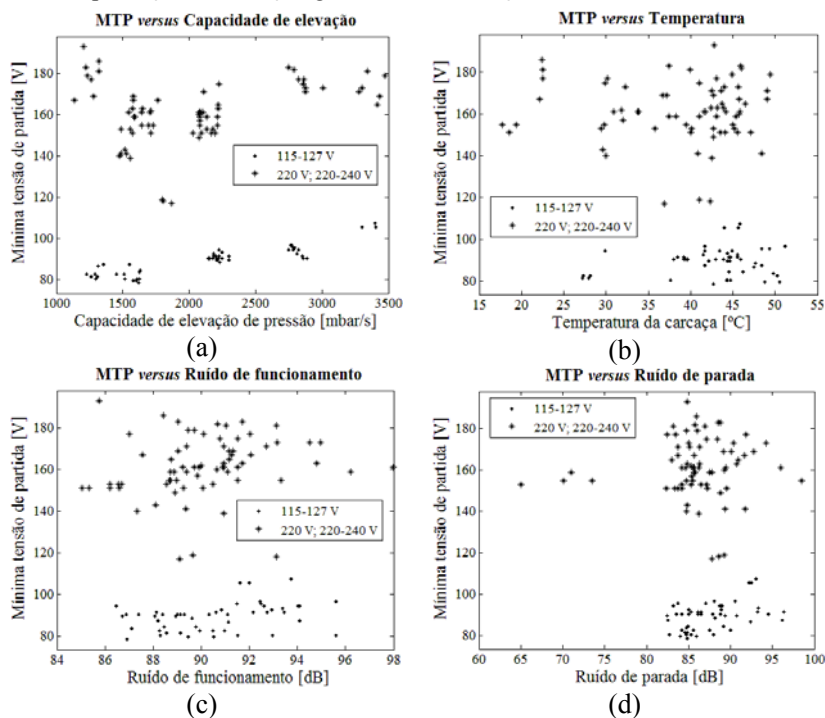 MTP versus Capacidade de elevação
Mínima tensão de partida [V]
180
160
140
120
100
80
115-127 V
220 V; 220-240 V
1000 1500 2000 2500 3000 3500
Capacidade de elevação de pressão [mbar/s]
(a)
MTP versus Temperatura
Mínima tensão de partida [V]
180
160
140
120
100
80
115-127 V
220 V; 220-240 V
15 20 25 30 35 40 45 50 55
Temperatura da carcaça [ºC]
(b)
MTP versus Ruído de funcionamento
Mínima tensão de partida [V]
180
160
140
120
100
80
115-127 V
220 V; 220-240 V
84 86 88 90 92 94 96 98
Ruído de funcionamento [dB]
(c)
MTP versus Ruído de parada
Mínima tensão de partida [V]
180
160
140
120
100
80
115-127 V
220 V; 220-240 V
60 65 70 75 80 85 90 95 100
Ruído de parada [dB]
(d)